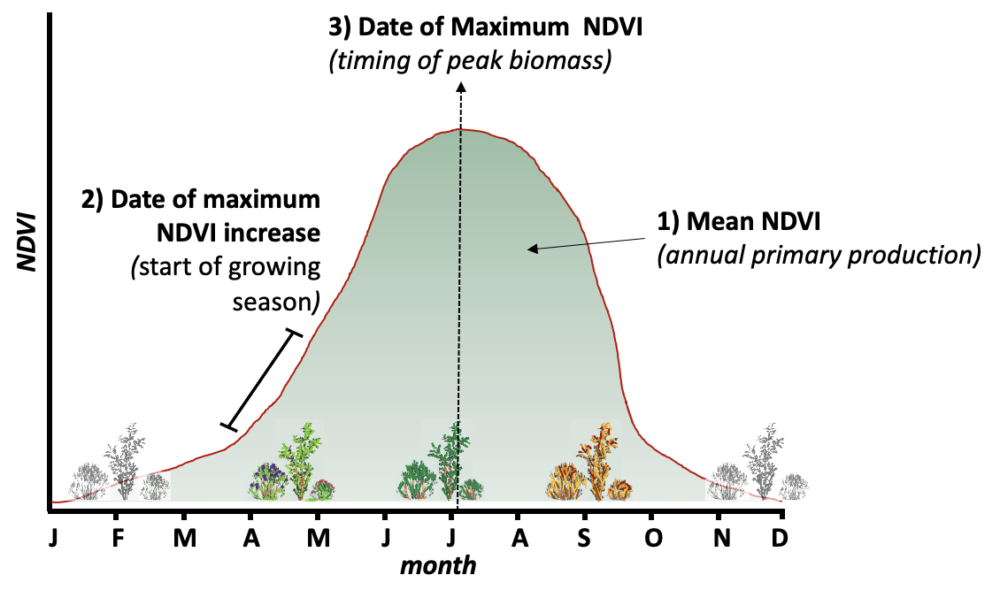 3) Date of Maximum NDVI
(timing of peak biomass)
2) Date of maximum
NDVI increase
(start of growing
season)
1) Mean NDVI
(annual primary production)
NDVI
J F M A M J J A S O N D
month